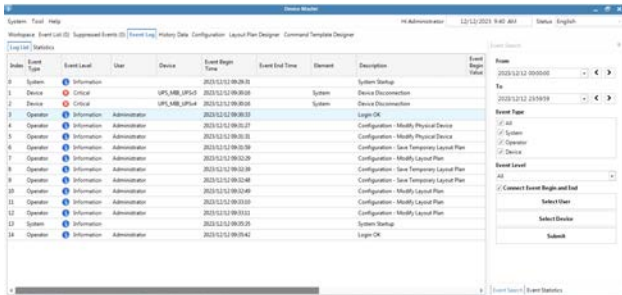 Device Master
System Tool Help Hi Administrator 12/12/2023 9:40 AM Status English
Workspace Event List (0) Suppressed Events (0) Event Log History Data Configuration Layout Plan Designer Command Template Designer
Log List Statistics
Index Event Type Event Level User Device Event Begin Time Event End Time Element Description Event Begin Value
0 System Information 2023/12/12 09:29:31 System Startup
1 Device Critical UPS_MIB_UPSv3 2023/12/12 09:30:16 System Device Disconnection
2 Device Critical UPS_MIB_UPSv4 2023/12/12 09:30:16 System Device Disconnection
3 Operator Information Administrator 2023/12/12 09:30:33 Login OK
4 Operator Information Administrator 2023/12/12 09:31:27 Configuration - Modify Physical Device
5 Operator Information Administrator 2023/12/12 09:31:31 Configuration - Modify Physical Device
6 Operator Information Administrator 2023/12/12 09:31:59 Configuration - Save Temporary Layout Plan
7 Operator Information Administrator 2023/12/12 09:32:29 Configuration - Modify Layout Plan
8 Operator Information Administrator 2023/12/12 09:32:39 Configuration - Save Temporary Layout Plan
9 Operator Information Administrator 2023/12/12 09:32:48 Configuration - Save Temporary Layout Plan
10 Operator Information Administrator 2023/12/12 09:32:49 Configuration - Modify Layout Plan
11 Operator Information Administrator 2023/12/12 09:33:10 Configuration - Modify Layout Plan
12 Operator Information Administrator 2023/12/12 09:33:11 Configuration - Modify Layout Plan
13 System Information 2023/12/12 09:35:35 System Startup
14 Operator Information Administrator 2023/12/12 09:35:42 Login OK
Event Search
From
2023/12/12 00:00:00
To
2023/12/12 23:59:59
Event Type
All
System
Operator
Device
Event Level
All
Connect Event Begin and End
Select User
Select Device
Submit
Event Search Event Statistics